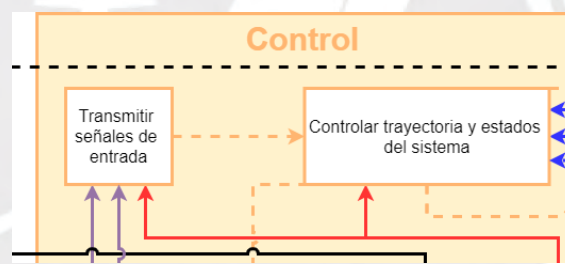 Control
Transmitir
señales de
entrada
Controlar trayectoria y estados
del sistema